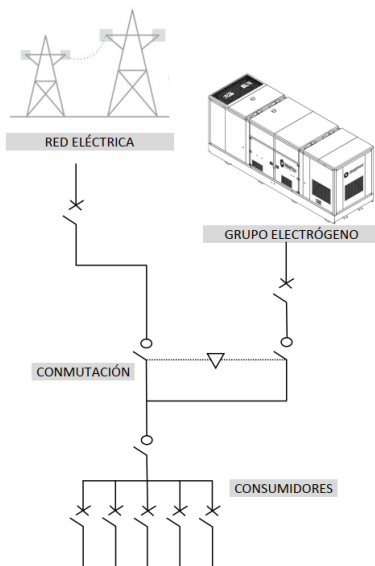 RED ELÉCTRICA
GRUPO ELECTRÓGENO
CONMUTACIÓN
CONSUMIDORES